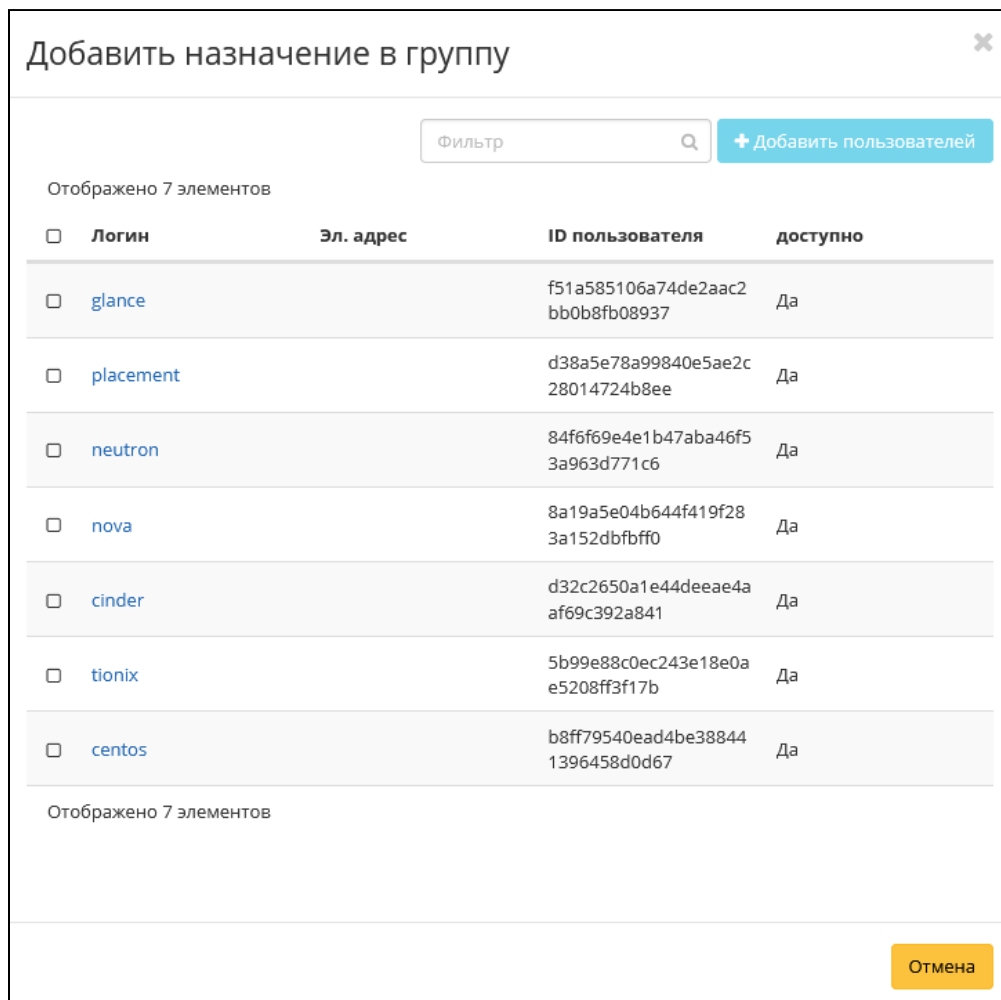 Добавить назначение в группу
Фильтр
Добавить пользователей
Отображено 7 элементов
Логин Эл. адрес ID пользователя доступно
glance f51a585106a74de2aac2 Да
bb0b8fb08937
placement d38a5e78a99840e5ae2c Да
28014724b8ee
neutron 84f6f69e4e1b47aba46f5 Да
3a963d771c6
nova 8a19a5e04b644f419f28 Да
3a152dbfbff0
cinder d32c2650a1e44deeae4a Да
af69c392a841
tionix 5b99e88c0ec243e18e0a Да
e5208ff3f17b
centos b8ff79540ead4be38844 Да
1396458d0d67
Отображено 7 элементов
Отмена